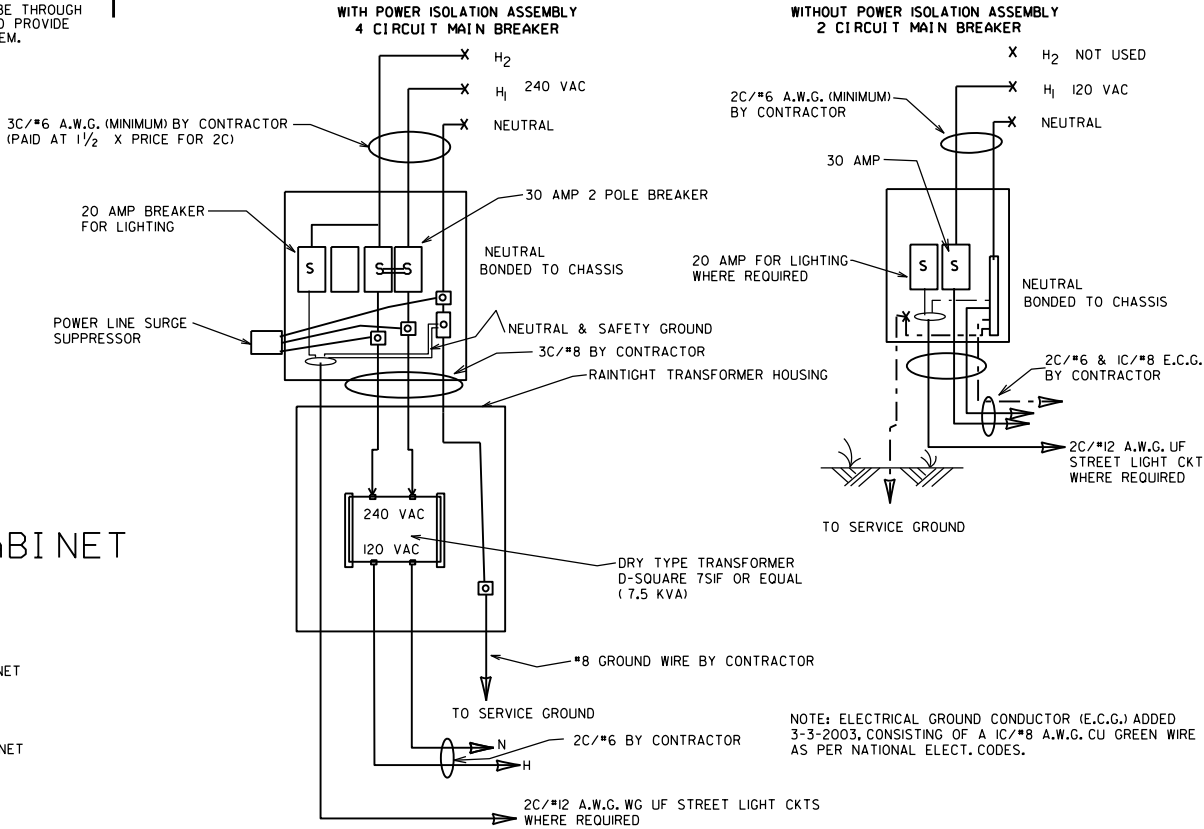 BE THROUGH
O PROVIDE
EM.
WITH POWER ISOLATION ASSEMBLY
4 CIRCUIT MAIN BREAKER
H2
H1 240 VAC
NEUTRAL
3C/#6 A.W.G. (MINIMUM) BY CONTRACTOR
(PAID AT 1 1/2 X PRICE FOR 2C)
20 AMP BREAKER
FOR LIGHTING
30 AMP 2 POLE BREAKER
S
S
S
NEUTRAL
BONDED TO CHASSIS
POWER LINE SURGE
SUPPRESSOR
NEUTRAL & SAFETY GROUND
3C/#8 BY CONTRACTOR
RAINTIGHT TRANSFORMER HOUSING
240 VAC
120 VAC
DRY TYPE TRANSFORMER
D-SQUARE 7SIF OR EQUAL
(7.5 KVA)
#8 GROUND WIRE BY CONTRACTOR
TO SERVICE GROUND
N
2C/#6 BY CONTRACTOR
H
2C/#12 A.W.G. WG UF STREET LIGHT CKTS
WHERE REQUIRED
WITHOUT POWER ISOLATION ASSEMBLY
2 CIRCUIT MAIN BREAKER
H2 NOT USED
2C/#6 A.W.G. (MINIMUM)
BY CONTRACTOR
H1 120 VAC
NEUTRAL
30 AMP
20 AMP FOR LIGHTING
WHERE REQUIRED
S
S
NEUTRAL
BONDED TO CHASSIS
2C/#6 & 1C/#8 E.C.G.
BY CONTRACTOR
2C/#12 A.W.G. UF
STREET LIGHT CKT
WHERE REQUIRED
TO SERVICE GROUND
BINET
NET
NET
NOTE: ELECTRICAL GROUND CONDUCTOR (E.C.G.) ADDED
3-3-2003, CONSISTING OF A 1C/#8 A.W.G. CU GREEN WIRE
AS PER NATIONAL ELECT. CODES.